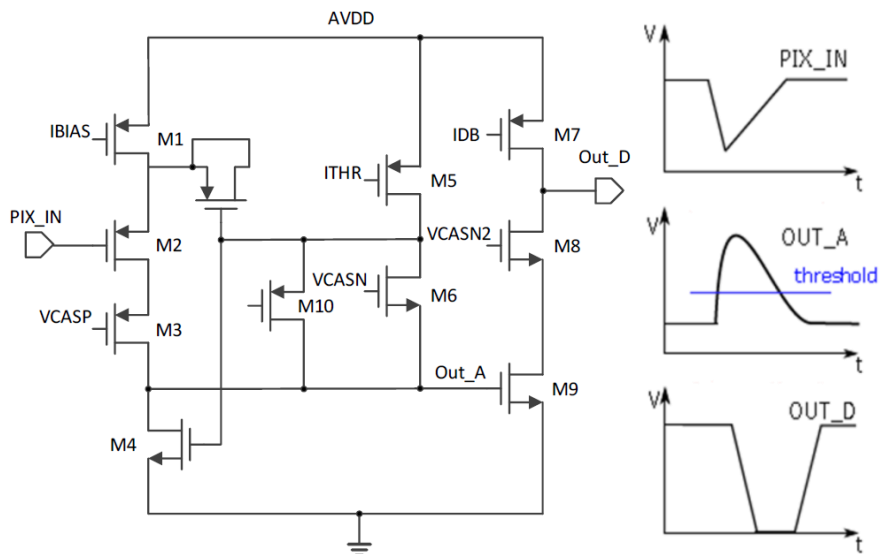 AVDD
IBIAS
M1
IDB
M7
Out_D
ITHR
M5
PIX_IN
M2
VCASN2
M8
VCASN
M6
M10
VCASP
M3
Out_A
M9
M4
V
PIX_IN
t
V
OUT_A
threshold
t
V
OUT_D
t